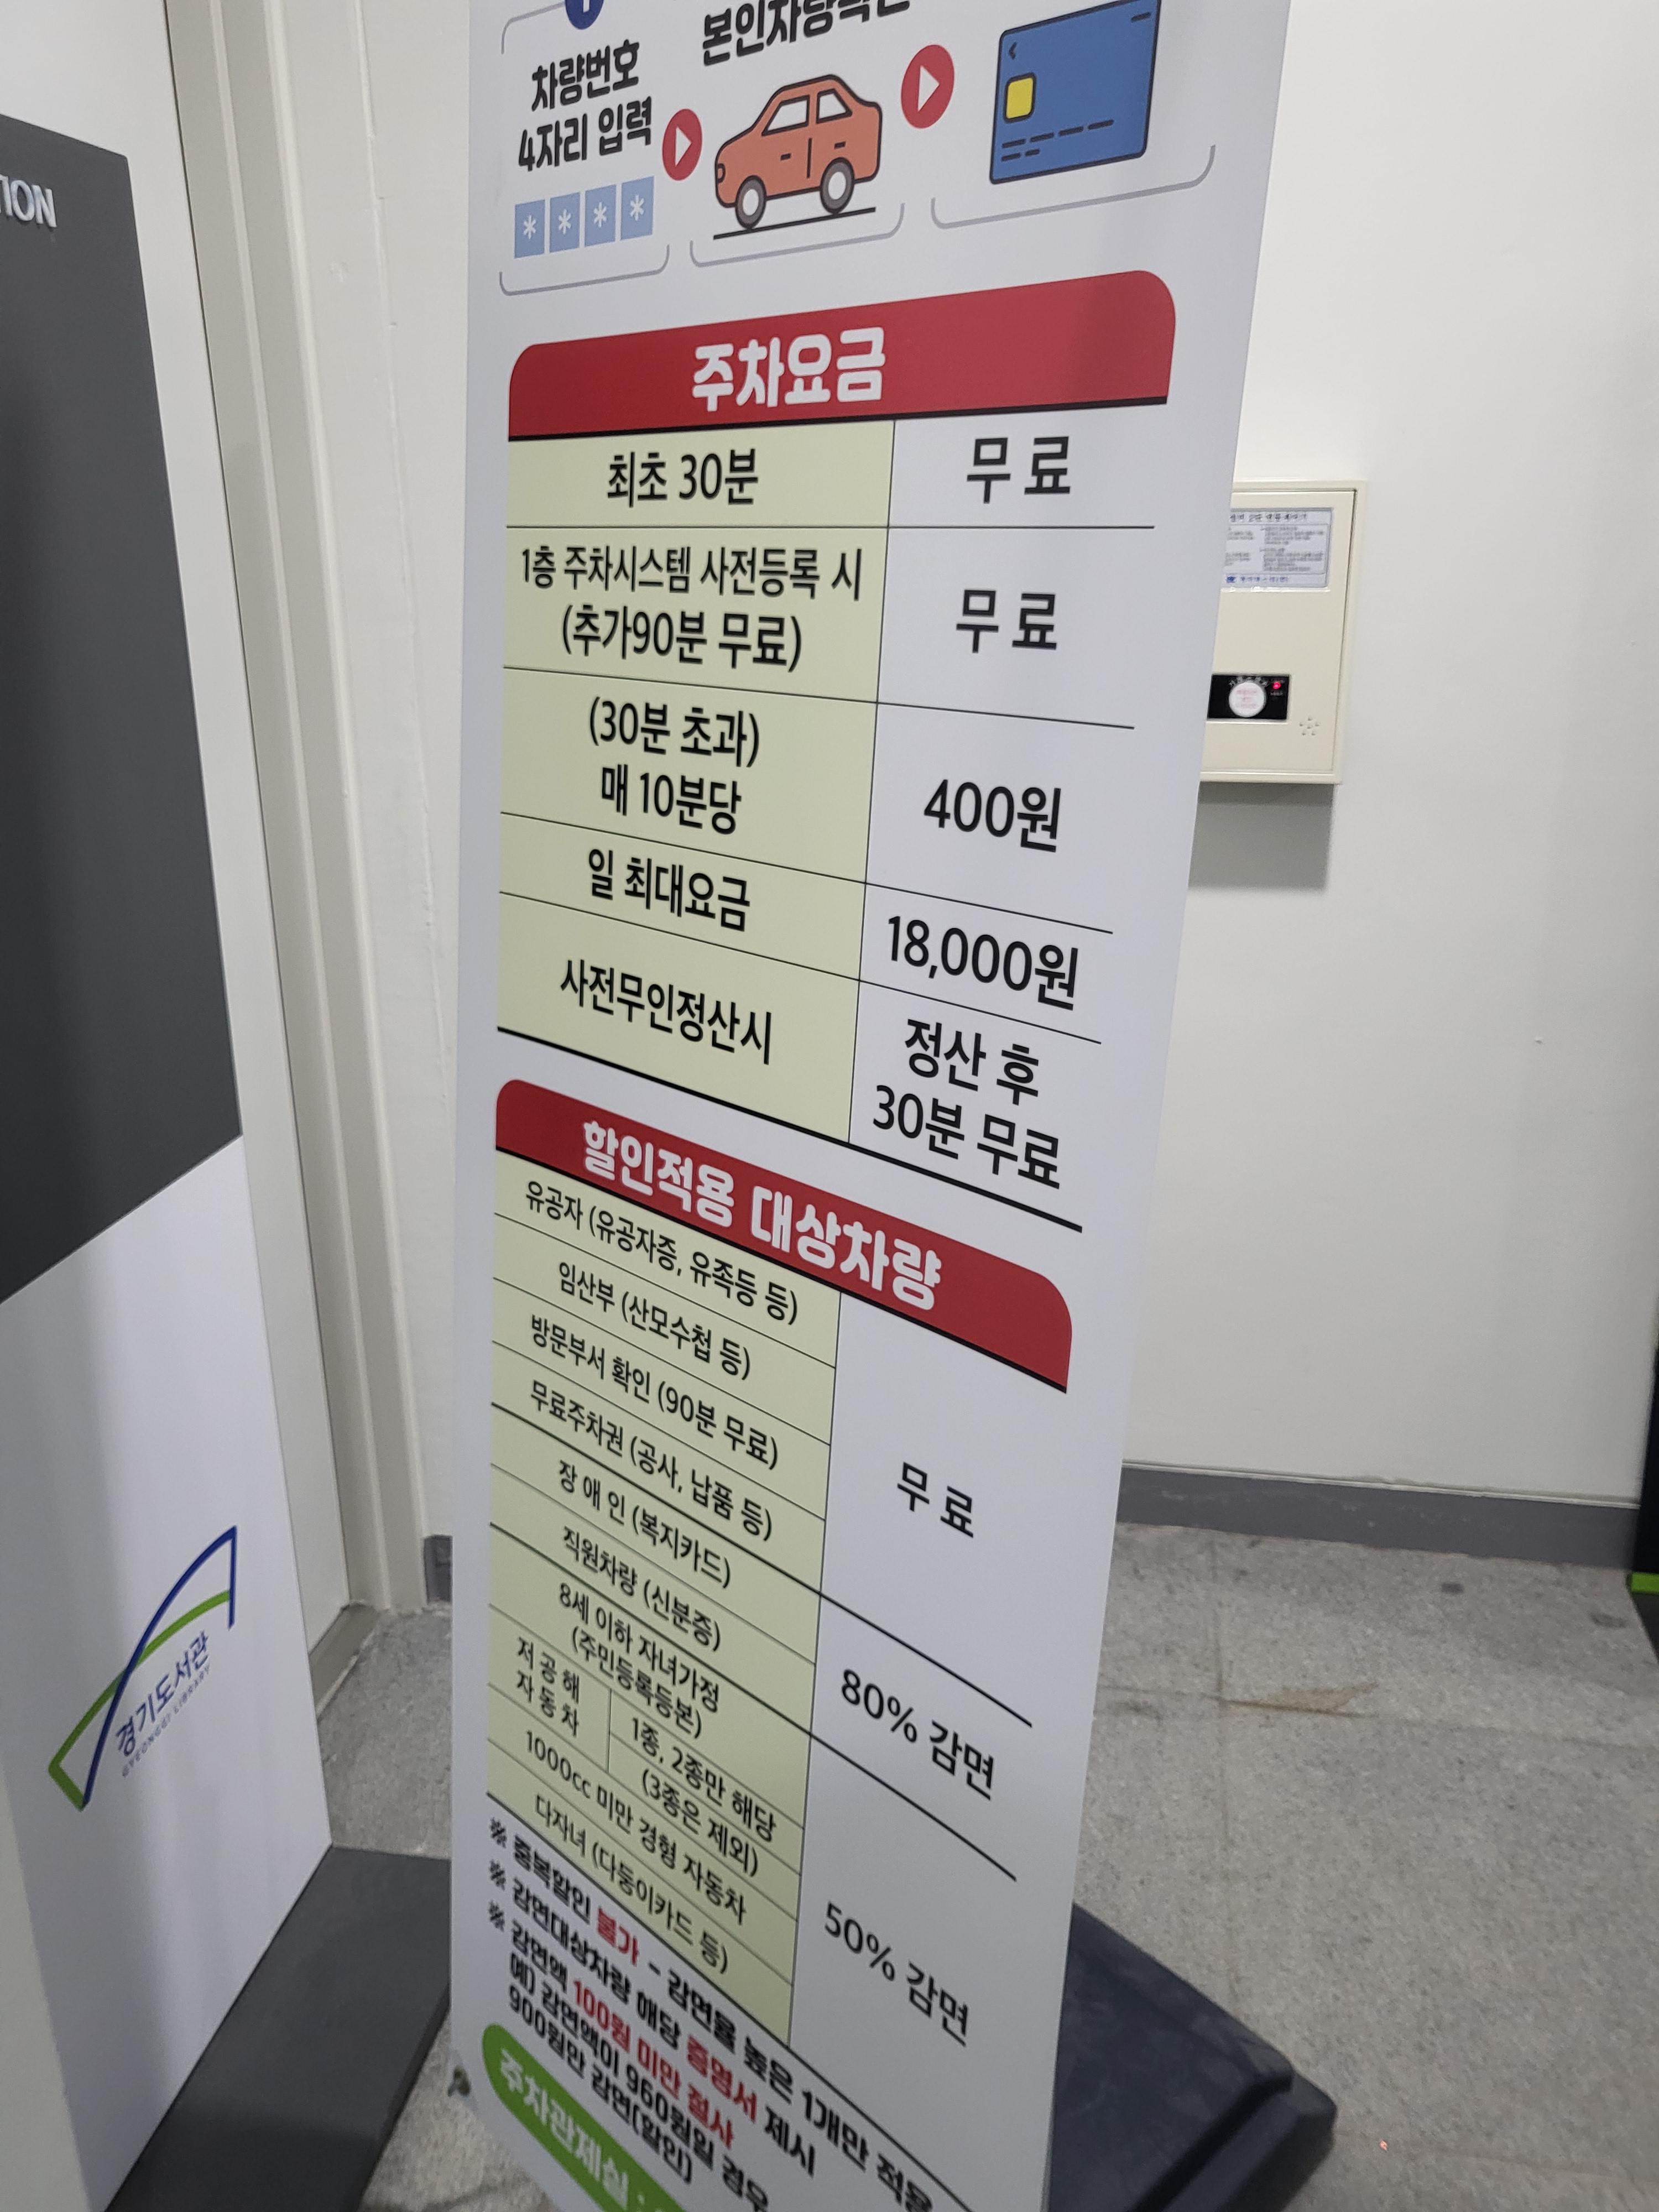 차량번호
4자리 입력
* * * *
주차요금
최초 30분
무 료
1층 주차시스템 사전등록 시
(추가90분 무료)
무 료
(30분 초과)
매 10분당
400원
일 최대요금
18,000원
사전무인정산시
정산 후
30분 무료
할인적용 대상차량
유공자 (유공자증, 유족등 등)
임산부 (산모수첩 등)
방문부서 확인 (90분 무료)
무료주차권 (공사, 납품 등)
무 료
장 애 인 (복지카드)
직원차량 (신분증)
80% 감면
8세 이하 자녀가정
(주민등록등본)
저 공 해
자 동 차
1종, 2종만 해당
(3종은 제외)
1000cc 미만 경형 자동차
다자녀 (다둥이카드 등)
50% 감면
※ 중복할인 불가 - 감면율 높은 1개만 적용
※ 감면대상차량 해당 증명서 제시
※ 감면액 100원 미만 절사
예) 감면액이 960원일 경우
900원만 감면(할인)
주차관제실 :
TION
경기도서관
GYEONGGI LIBRARY